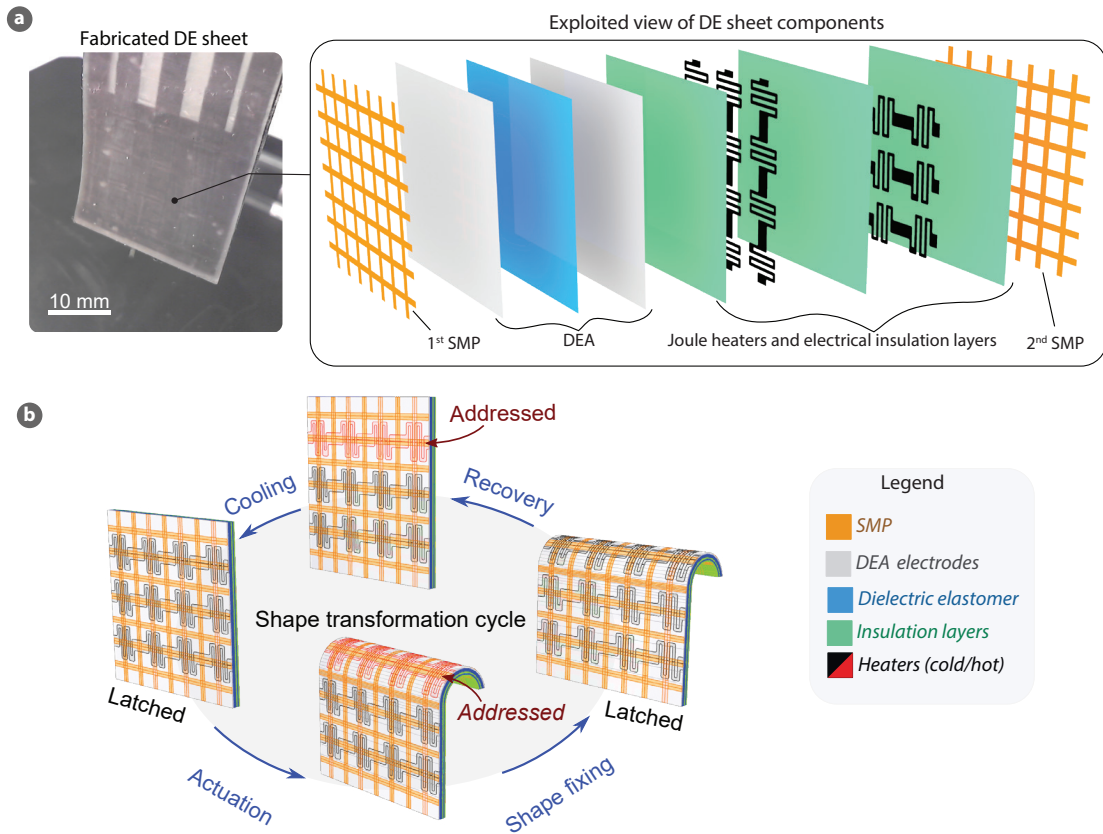 a
Exploited view of DE sheet components
Fabricated DE sheet
10 mm
1st SMP
DEA
Joule heaters and electrical insulation layers
2nd SMP
b
Addressed
Cooling
Recovery
Shape transformation cycle
Latched
Addressed
Latched
Actuation
Shape fixing
Legend
SMP
DEA electrodes
Dielectric elastomer
Insulation layers
Heaters (cold/hot)